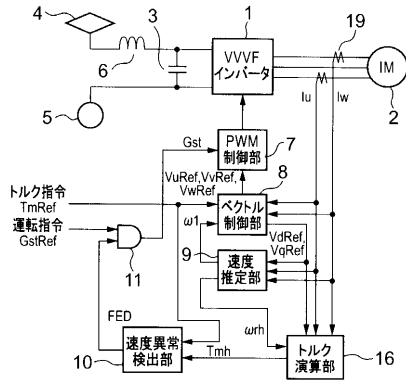 1
4
3
19
VVVF
インバータ
IM
6
5
2
Iu
Iw
Gst
PWM
制御部
7
VuRef,VvRef,
VwRef
8
トルク指令
TmRef
ベクトル
制御部
運転指令
GstRef
ω1
VdRef,
VqRef
11
9
速度
推定部
FED
ωrh
速度異常
検出部
Tmh
トルク
演算部
10
16